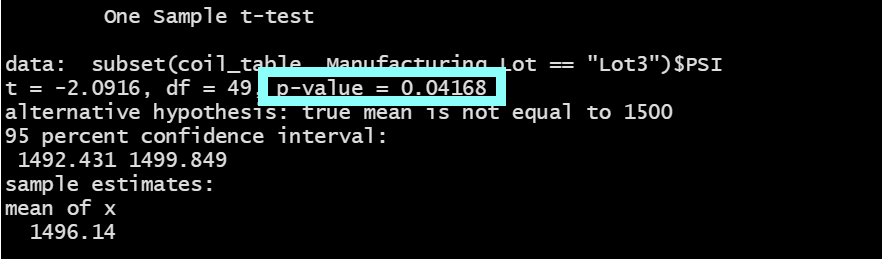 One Sample t-test
data:  subset(coil_table, Manufacturing_Lot == "Lot3")$PSI
t = -2.0916, df = 49, p-value = 0.04168
alternative hypothesis: true mean is not equal to 1500
95 percent confidence interval:
1492.431 1499.849
sample estimates:
mean of x
1496.14